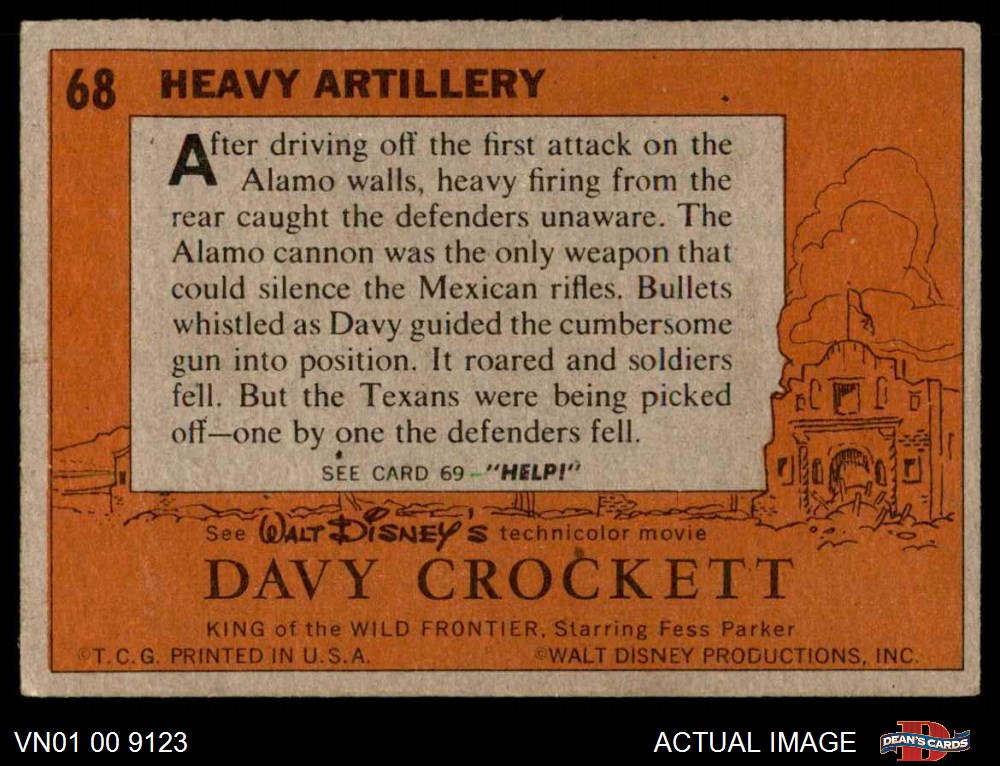 68 HEAVY ARTILLERY
After driving off the first attack on the
Alamo walls, heavy firing from the
rear caught the defenders unaware. The
Alamo cannon was the only weapon that
could silence the Mexican rifles. Bullets
whistled as Davy guided the cumbersome
gun into position. It roared and soldiers
fell. But the Texans were being picked
off—one by one the defenders fell.
SEE CARD 69-"HELP!"
See WALT DISNEY'S technicolor movie
DAVY CROCKETT
KING of the WILD FRONTIER, Starring Fess Parker
©T.C.G. PRINTED IN U.S.A. ©WALT DISNEY PRODUCTIONS, INC.
VN01 00 9123 ACTUAL IMAGE DEAN'S CARDS